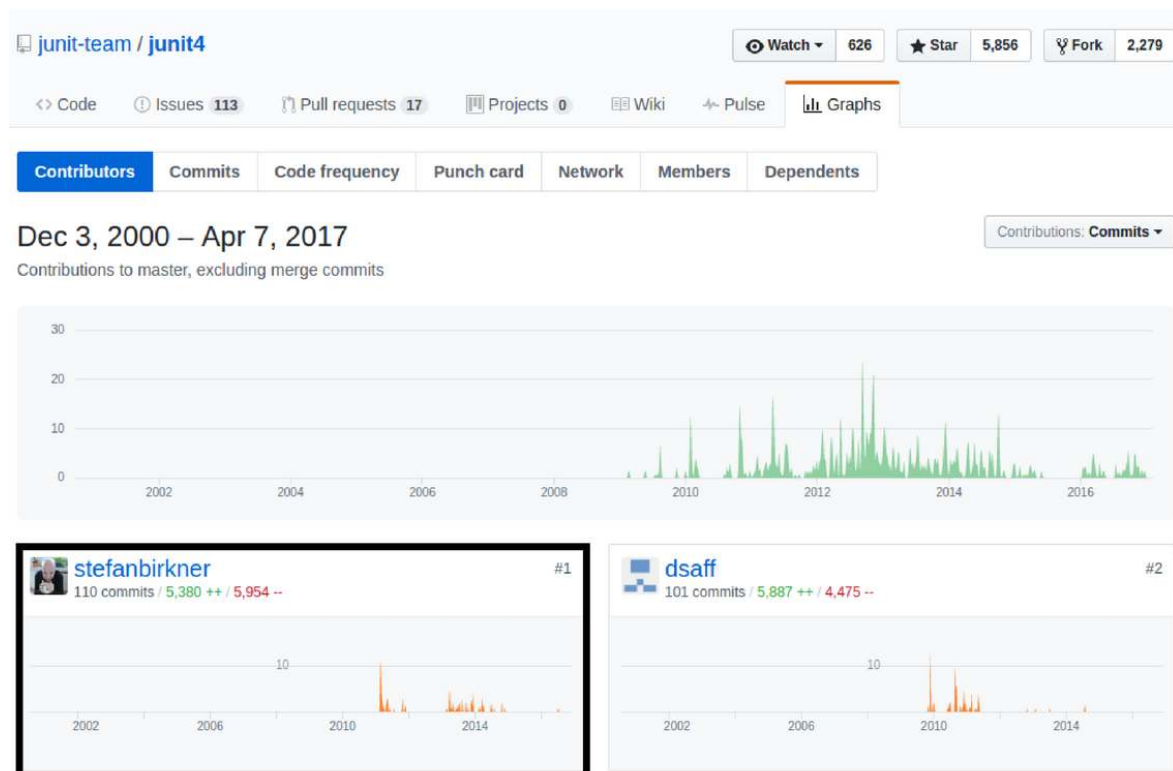 junit-team / junit4
Watch 626 Star 5,856 Fork 2,279
Code Issues 113 Pull requests 17 Projects 0 Wiki Pulse Graphs
Contributors Commits Code frequency Punch card Network Members Dependents
Dec 3, 2000 – Apr 7, 2017
Contributions: Commits
Contributions to master, excluding merge commits
30
20
10
0
2002 2004 2006 2008 2010 2012 2014 2016
stefanbirkner #1
110 commits / 5,380 ++ / 5,954 --
10
2002 2006 2010 2014
dsaff #2
101 commits / 5,887 ++ / 4,475 --
10
2002 2006 2010 2014